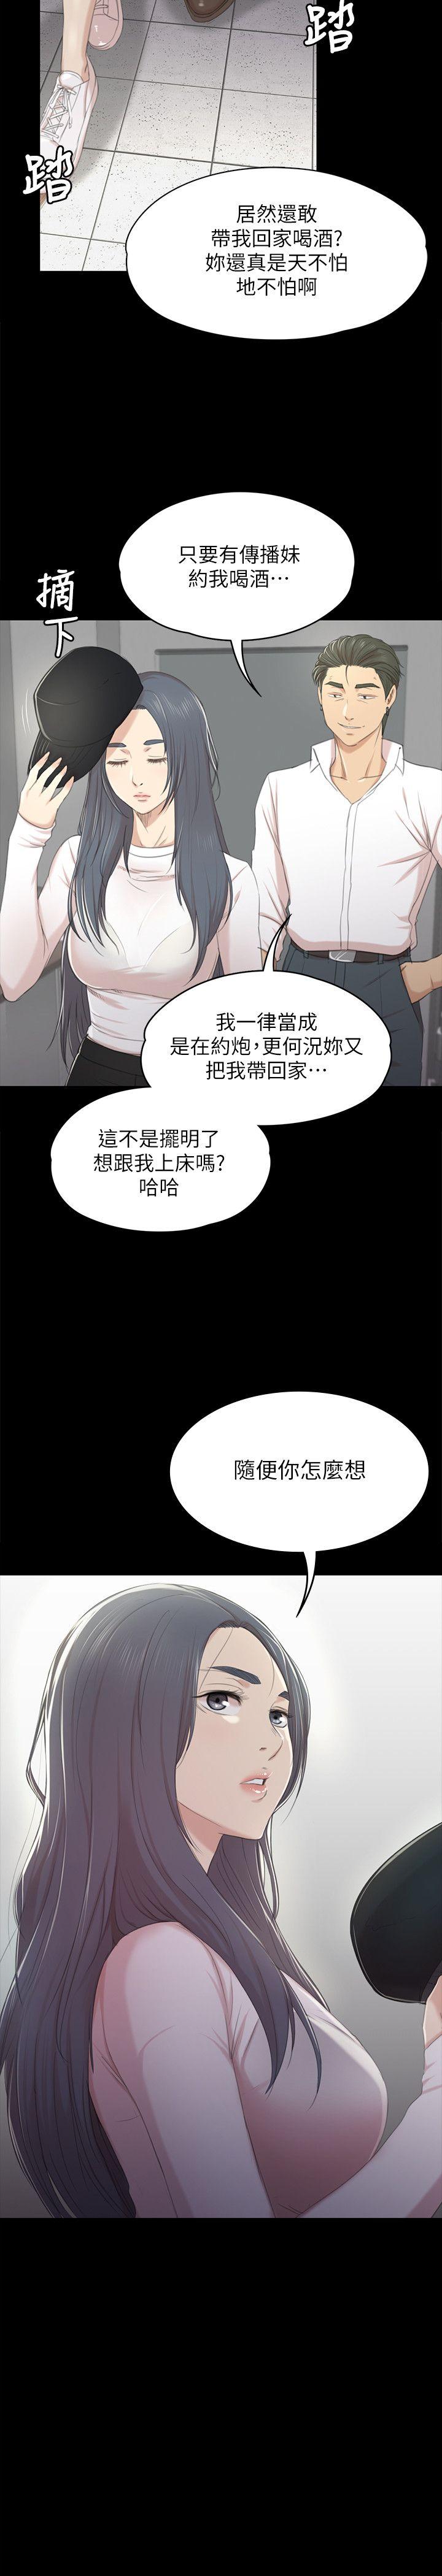 踏
踏
居然還敢
帶我回家喝酒?
妳還真是天不怕
地不怕啊
只要有傳播妹
約我喝酒⋯
摘下
我一律當成
是在約炮,更何況妳又
把我帶回家⋯
這不是擺明了
想跟我上床嗎?
哈哈
隨便你怎麼想